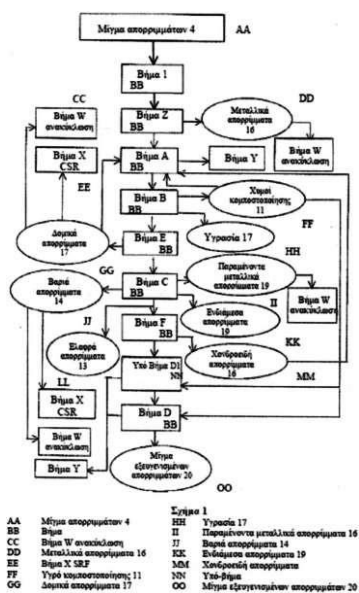 Μίγμα απορριμμάτων 4
AA
Βήμα 1
BB
CC
Βήμα W
ανακύκλωση
Βήμα Z
BB
Μεταλλικά
απορρίμματα
16
DD
Βήμα X
CSR
Βήμα A
BB
Βήμα Y
Βήμα W
ανακύκλωση
EE
Βήμα B
BB
Χυμοί
κομποστοποίησης
11
FF
Δομικά
απορρίμματα
17
Βήμα E
BB
Υγρασία 17
HH
GG
Βαριά
απορρίμματα
14
Βήμα C
BB
Παραμένοντα
μεταλλικά
απορρίμματα 19
Βήμα W
ανακύκλωση
II
JJ
Ενδιάμεσα
απορρίμματα
19
Βήμα F
BB
Ελαφρά
απορρίμματα
13
KK
Χονδροειδή
απορρίμματα
16
LL
Υπό Βήμα D1
NN
MM
Βήμα X
CSR
Βήμα D
BB
Βήμα W
ανακύκλωση
Βήμα Y
Μίγμα
εξευγενισμένων
απορριμμάτων 20
OO
Σχήμα 1
AA Μίγμα απορριμμάτων 4
BB Βήμα
CC Βήμα W ανακύκλωση
DD Μεταλλικά απορρίμματα 16
EE Βήμα X SRF
FF Υγρό κομποστοποίησης 11
GG Δομικά απορρίμματα 17
HH Υγρασία 17
II Παραμένοντα μεταλλικά απορρίμματα 16
JJ Βαριά απορρίμματα 14
KK Ενδιάμεσα απορρίμματα 19
MM Χονδροειδή απορρίμματα
NN Υπό-βήμα
OO Μίγμα εξευγενισμένων απορριμμάτων 20